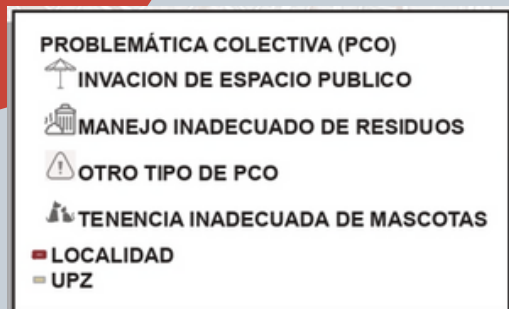 PROBLEMÁTICA COLECTIVA (PCO)
INVACION DE ESPACIO PUBLICO
MANEJO INADECUADO DE RESIDUOS
OTRO TIPO DE PCO
TENENCIA INADECUADA DE MASCOTAS
LOCALIDAD
UPZ